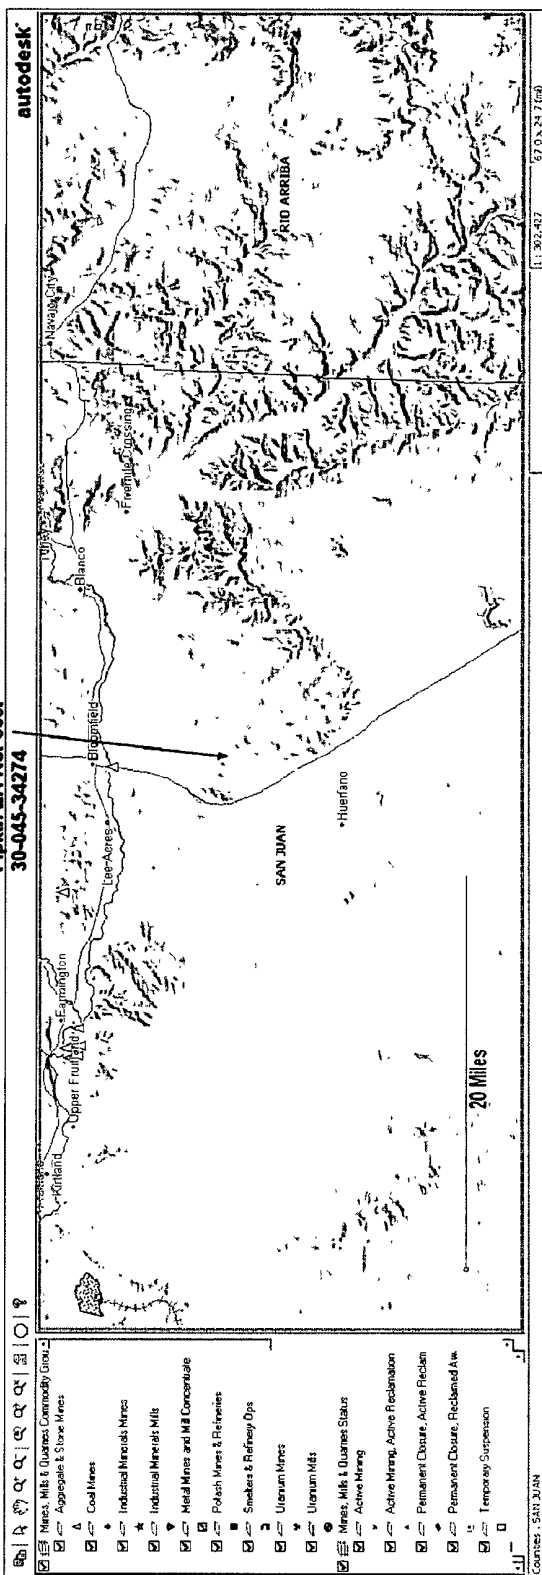 30-045-34274
autodesk
Navajo City
Fivemile Crossing
Blanco
Bloomfield
Lee Acres
Farmington
Upper Fruitland
Kirtland
RIO ARRIBA
SAN JUAN
Huerfano
20 Miles
Mines, Mills & Quarries Commodity Grou
Aggregate & Stone Mines
Coal Mines
Industrial Minerals Mines
Industrial Minerals Mills
Metal Mines and Mill Concentrate
Potash Mines & Refineries
Smelters & Refinery Ops
Uranium Mines
Uranium Mills
Mines, Mills & Quarries Status
Active Mining
Active Mining, Active Reclamation
Permanent Closure, Active Reclam
Permanent Closure, Reclaimed Aw.
Temporary Suspension
Counties: SAN JUAN
1 : 302,427
67.0 x 24.7 (mi)